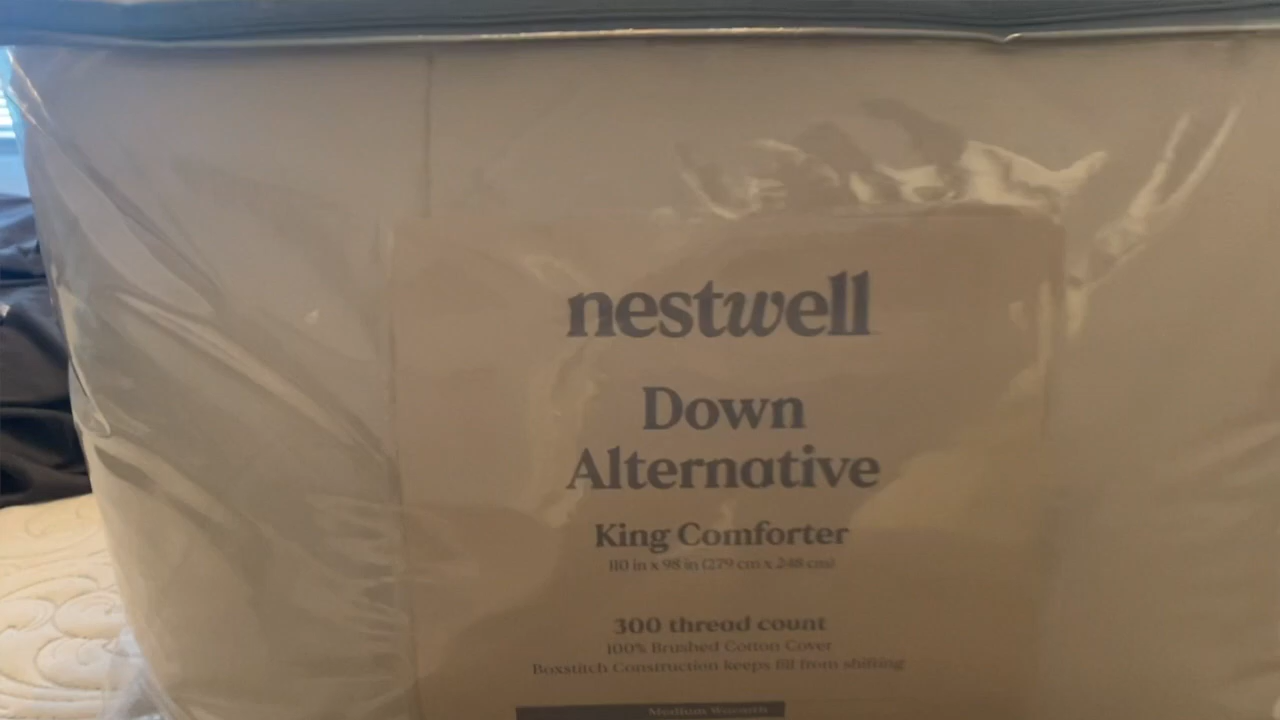 nestwell
Down
Alternative
King Comforter
110 in x 98 in (279 cm x 248 cm)
300 thread count
100% Brushed Cotton Cover
Boxstitch Construction keeps fill from shifting
Medium Warmth